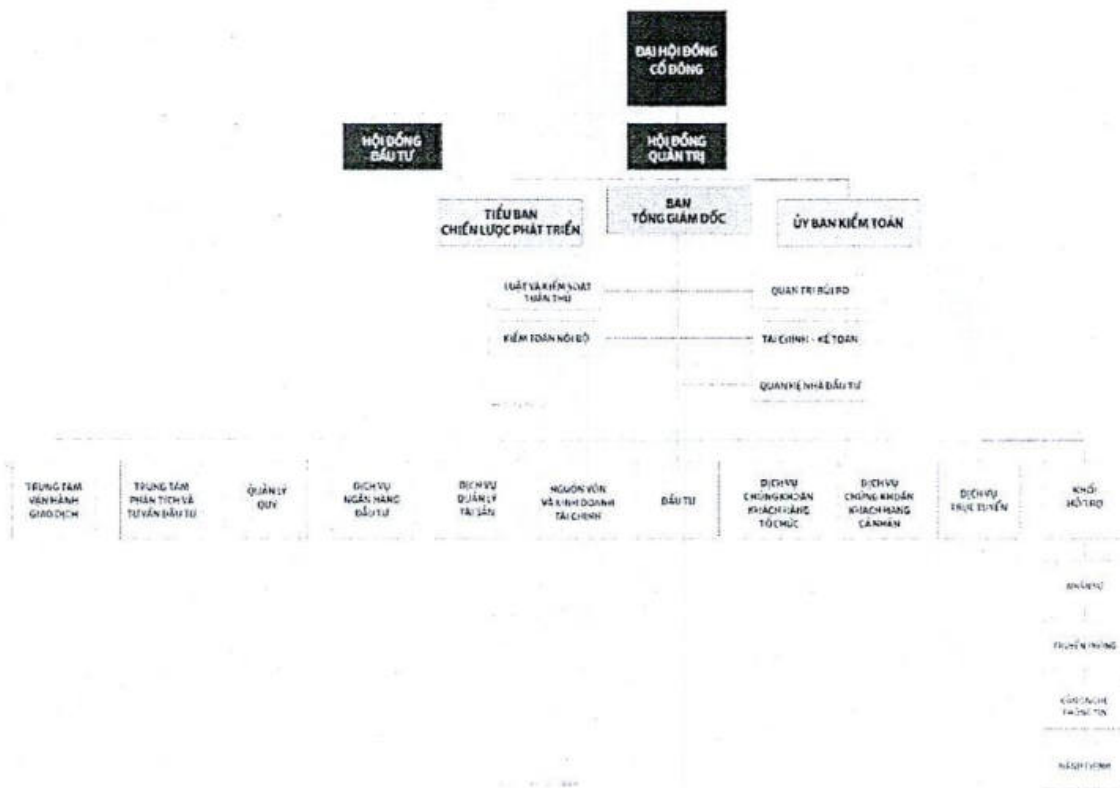 ĐẠI HỘI ĐỒNG
CỔ ĐÔNG
HỘI ĐỒNG
ĐẦU TƯ
HỘI ĐỒNG
QUẢN TRỊ
TIỂU BAN
CHIẾN LƯỢC PHÁT TRIỂN
BAN
TỔNG GIÁM ĐỐC
ỦY BAN KIỂM TOÁN
LUẬT VÀ KIỂM SOÁT
TUÂN THỦ
QUẢN TRỊ RỦI RO
KIỂM TOÁN NỘI BỘ
TÀI CHÍNH - KẾ TOÁN
QUAN HỆ NHÀ ĐẦU TƯ
TRUNG TÂM
VẬN HÀNH
GIAO DỊCH
TRUNG TÂM
PHÂN TÍCH VÀ
TƯ VẤN ĐẦU TƯ
QUẢN LÝ
QUỸ
DỊCH VỤ
NGÂN HÀNG
ĐẦU TƯ
DỊCH VỤ
QUẢN LÝ
TÀI SẢN
NGUỒN VỐN
VÀ KINH DOANH
TÀI CHÍNH
ĐẦU TƯ
DỊCH VỤ
CHỨNG KHOÁN
KHÁCH HÀNG
TỔ CHỨC
DỊCH VỤ
CHỨNG KHOÁN
KHÁCH HÀNG
CÁ NHÂN
DỊCH VỤ
TRỰC TUYẾN
KHỐI
HỖ TRỢ
NHÂN SỰ
TRUYỀN THÔNG
CÔNG NGHỆ
THÔNG TIN
HÀNH CHÍNH